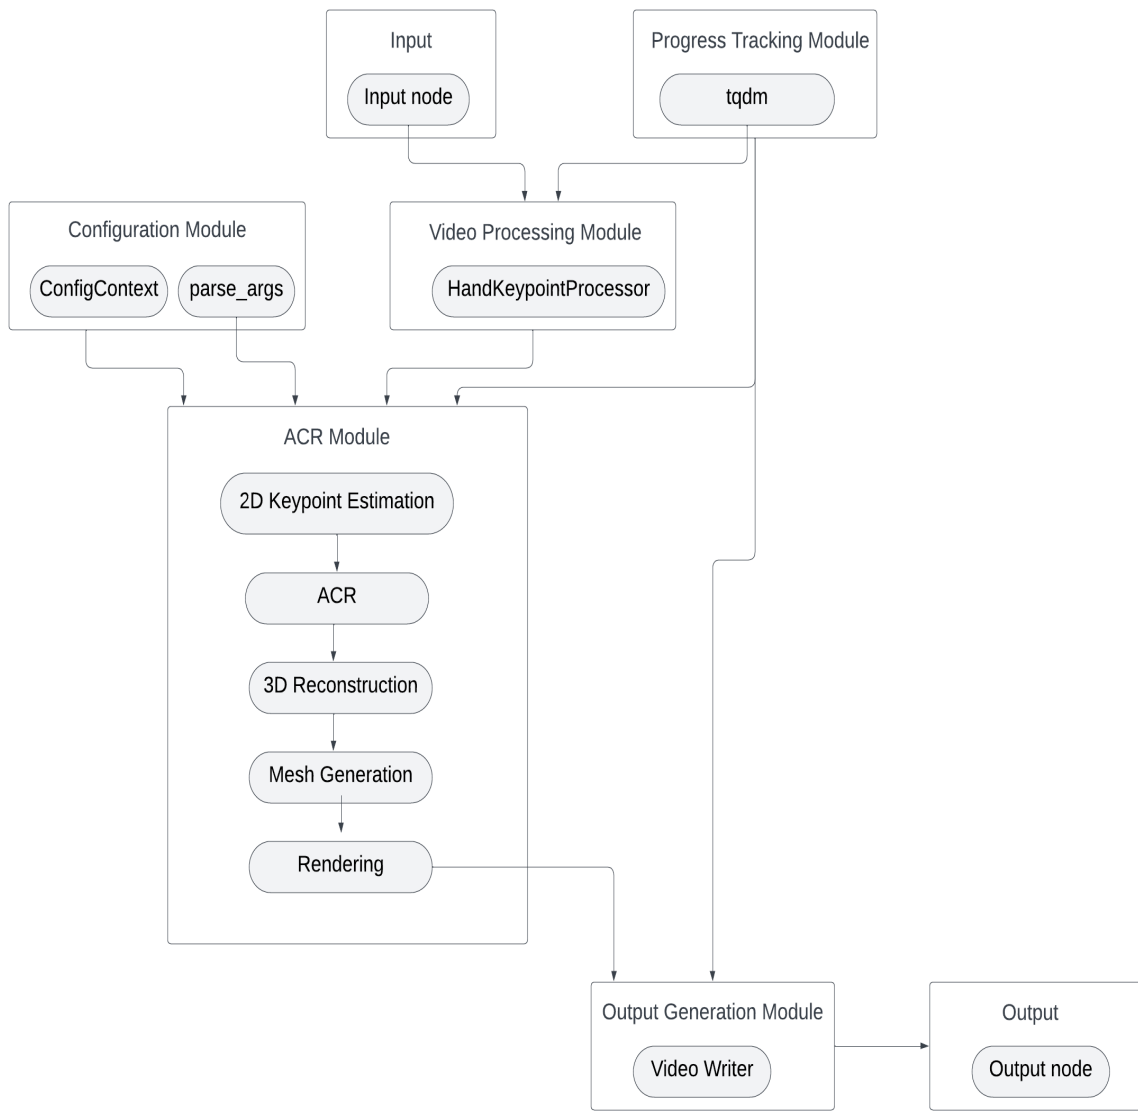 Input
Input node
Progress Tracking Module
tqdm
Configuration Module
ConfigContext
parse_args
Video Processing Module
HandKeypointProcessor
ACR Module
2D Keypoint Estimation
ACR
3D Reconstruction
Mesh Generation
Rendering
Output Generation Module
Video Writer
Output
Output node